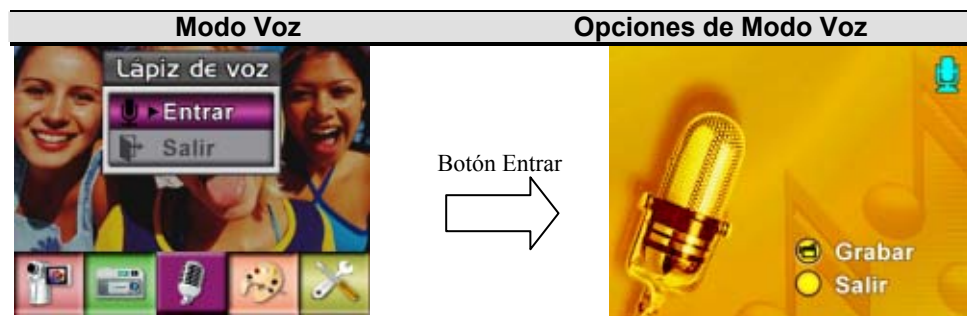 Modo Voz
Opciones de Modo Voz
Lápiz de voz
Entrar
Salir
Botón Entrar
Grabar
Salir